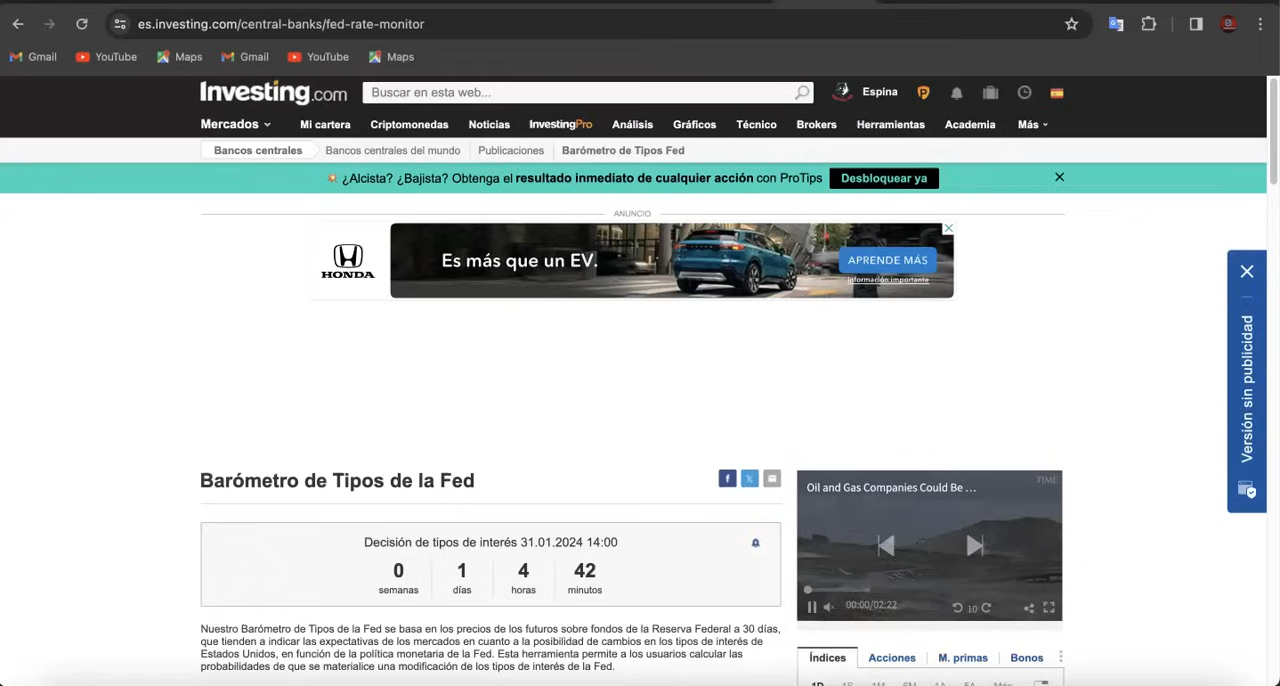 es.investing.com/central-banks/fed-rate-monitor
Gmail YouTube Maps Gmail YouTube Maps
Investing.com Buscar en esta web... Espina
Mercados Mi cartera Criptomonedas Noticias InvestingPro Análisis Gráficos Técnico Brokers Herramientas Academia Más
Bancos centrales Bancos centrales del mundo Publicaciones Barómetro de Tipos Fed
¿Alcista? ¿Bajista? Obtenga el resultado inmediato de cualquier acción con ProTips Desbloquear ya
ANUNCIO
HONDA
Es más que un EV.
APRENDE MÁS
Información importante
Versión sin publicidad
Barómetro de Tipos de la Fed
Decisión de tipos de interés 31.01.2024 14:00
0 1 4 42
semanas días horas minutos
Nuestro Barómetro de Tipos de la Fed se basa en los precios de los futuros sobre fondos de la Reserva Federal a 30 días,
que tienden a indicar las expectativas de los mercados en cuanto a la posibilidad de cambios en los tipos de interés de
Estados Unidos, en función de la política monetaria de la Fed. Esta herramienta permite a los usuarios calcular las
probabilidades de que se materialice una modificación de los tipos de interés de la Fed.
Oil and Gas Companies Could Be ...
TIME
00:00/02:22 10
Índices Acciones M. primas Bonos
1D 1S 1M 6M 1A 5A Máx